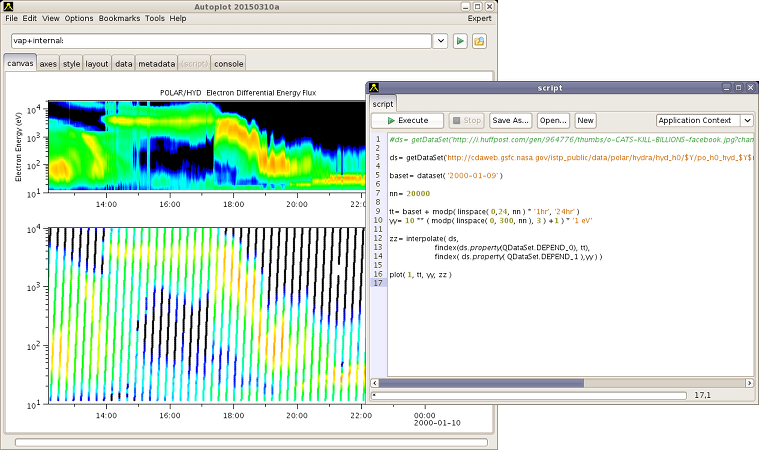 Autoplot 20150310a
File Edit View Options Bookmarks Tools Help Expert
vap+internal:
canvas axes style layout data metadata (script) console
POLAR/HYD Electron Differential Energy Flux
Electron Energy (eV)
10^4
10^3
10^2
10^1
14:00 16:00 18:00 20:00 22:00
10^4
10^3
10^2
10^1
14:00 16:00 18:00 20:00 22:00 00:00
2000-01-10
script
script
Execute Stop Save As... Open... New Application Context
1 #ds= getDataSet('http://i.huffpost.com/gen/964776/thumbs/o-CATS-KILL-BILLIONS-facebook.jpg?chan
2
3 ds= getDataSet('http://cdaweb.gsfc.nasa.gov/istp_public/data/polar/hydra/hyd_h0/$Y/po_h0_hyd_$Y$
4
5 baset= dataset( '2000-01-09' )
6
7 nn= 20000
8
9 tt= baset + modp( linspace( 0,24, nn ) * '1hr', '24hr' )
10 yy= 10 ** ( modp( linspace( 0, 300, nn ), 3 ) +1 ) * '1 eV'
11
12 zz= interpolate( ds,
13 findex(ds.property(QDataSet.DEPEND_0), tt),
14 findex( ds.property( QDataSet.DEPEND_1 ),yy ) )
15
16 plot( 1, tt, yy, zz )
17
17,1